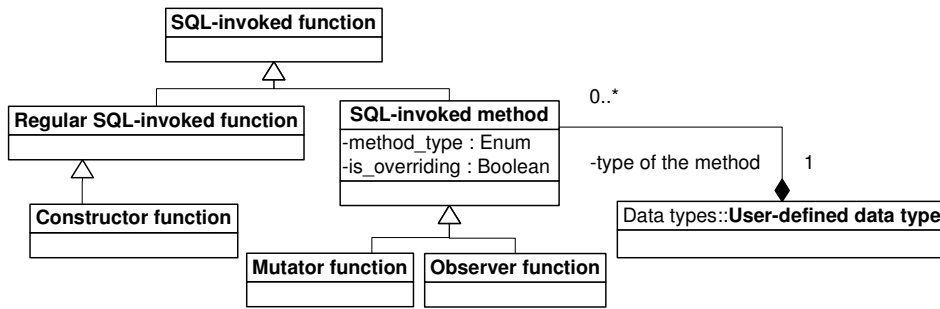 SQL-invoked function
0..*
Regular SQL-invoked function
SQL-invoked method
-method_type : Enum
-is_overriding : Boolean
-type of the method
1
Constructor function
Data types::User-defined data type
Mutator function
Observer function